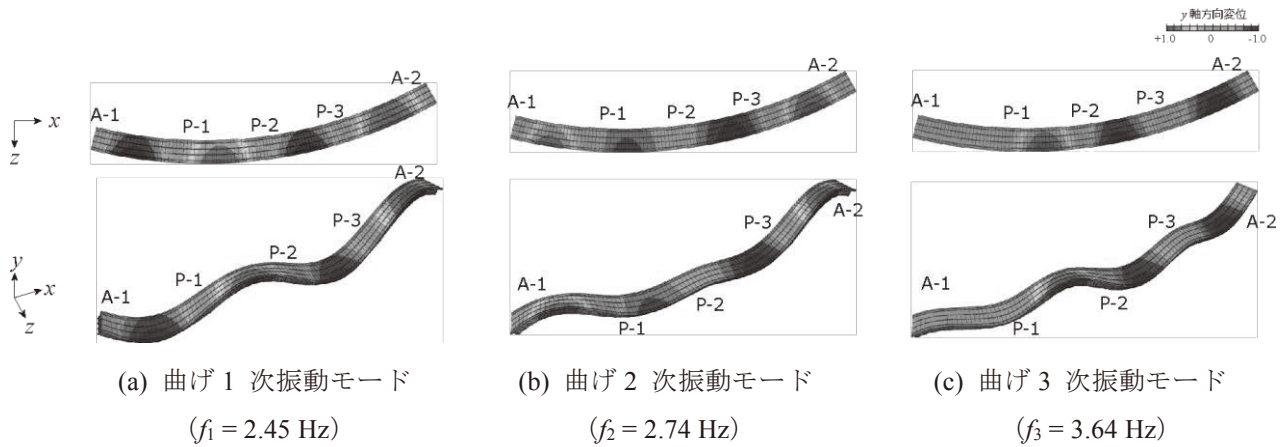 y 軸方向変位
+1.0 0 -1.0
A-1 P-1 P-2 P-3 A-2
A-1 P-1 P-2 P-3 A-2
A-1 P-1 P-2 P-3 A-2
x
z
A-1 P-1 P-2 P-3 A-2
A-1 P-1 P-2 P-3 A-2
A-1 P-1 P-2 P-3 A-2
y
x
z
(a) 曲げ 1 次振動モード
(f1 = 2.45 Hz)
(b) 曲げ 2 次振動モード
(f2 = 2.74 Hz)
(c) 曲げ 3 次振動モード
(f3 = 3.64 Hz)